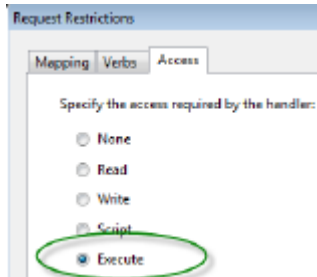 Request Restrictions
Mapping Verbs Access
Specify the access required by the handler:
None
Read
Write
Script
Execute